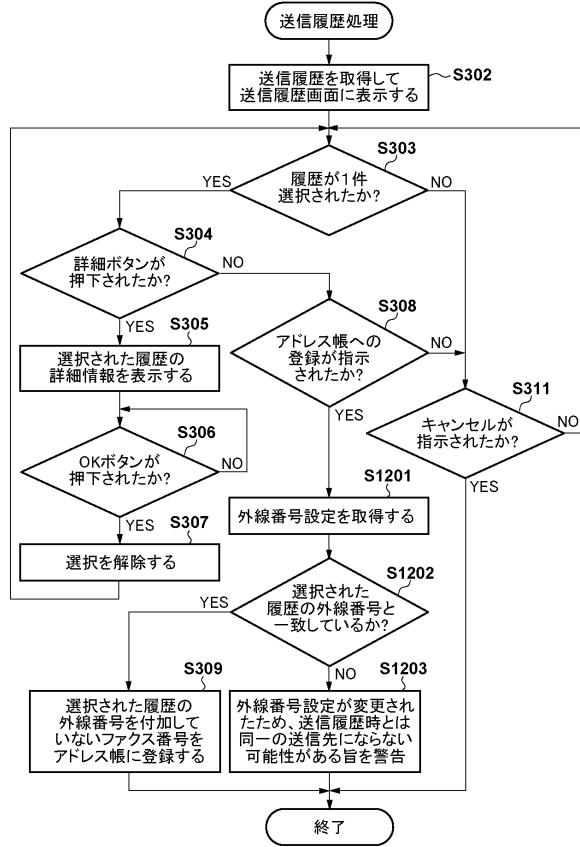 送信履歴処理
S302
送信履歴を取得して
送信履歴画面に表示する
S303
履歴が1件
選択されたか?
YES
NO
S304
詳細ボタンが
押下されたか?
NO
YES
S308
アドレス帳への
登録が指示
されたか?
NO
YES
S305
選択された履歴の
詳細情報を表示する
S311
キャンセルが
指示されたか?
NO
YES
S306
OKボタンが
押下されたか?
NO
YES
S1201
外線番号設定を取得する
S307
選択を解除する
S1202
選択された
履歴の外線番号と
一致しているか?
YES
NO
S309
選択された履歴の
外線番号を付加して
いないファクス番号を
アドレス帳に登録する
S1203
外線番号設定が変更され
たため、送信履歴時とは
同一の送信先にならない
可能性がある旨を警告
終了